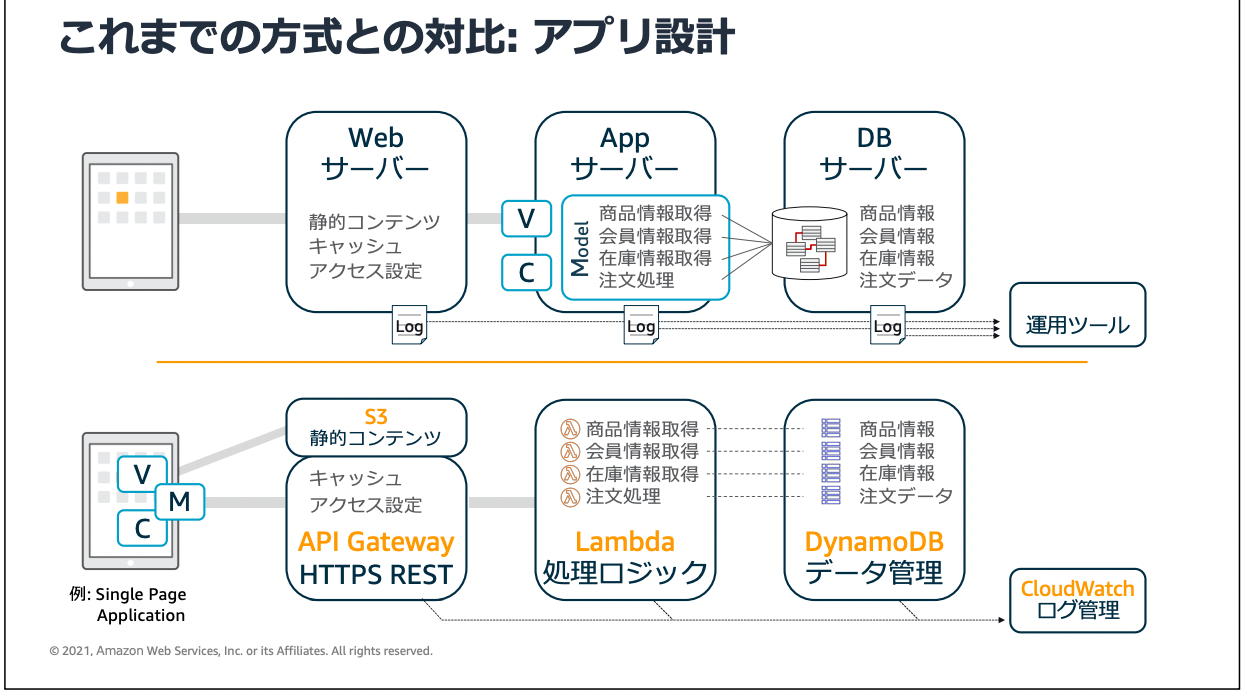 これまでの方式との対比: アプリ設計
Web
サーバー
静的コンテンツ
キャッシュ
アクセス設定
Log
V
C
App
サーバー
Model
商品情報取得
会員情報取得
在庫情報取得
注文処理
Log
DB
サーバー
商品情報
会員情報
在庫情報
注文データ
Log
運用ツール
V
M
C
例: Single Page
Application
S3
静的コンテンツ
キャッシュ
アクセス設定
API Gateway
HTTPS REST
商品情報取得
会員情報取得
在庫情報取得
注文処理
Lambda
処理ロジック
商品情報
会員情報
在庫情報
注文データ
DynamoDB
データ管理
CloudWatch
ログ管理
© 2021, Amazon Web Services, Inc. or its Affiliates. All rights reserved.